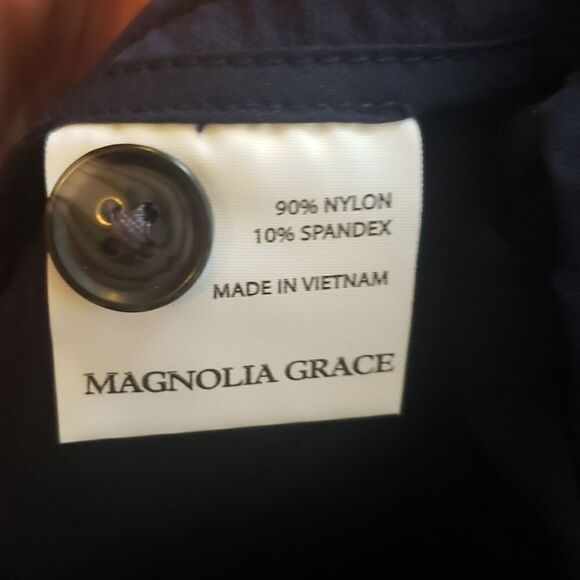 90% NYLON
10% SPANDEX
MADE IN VIETNAM
MAGNOLIA GRACE